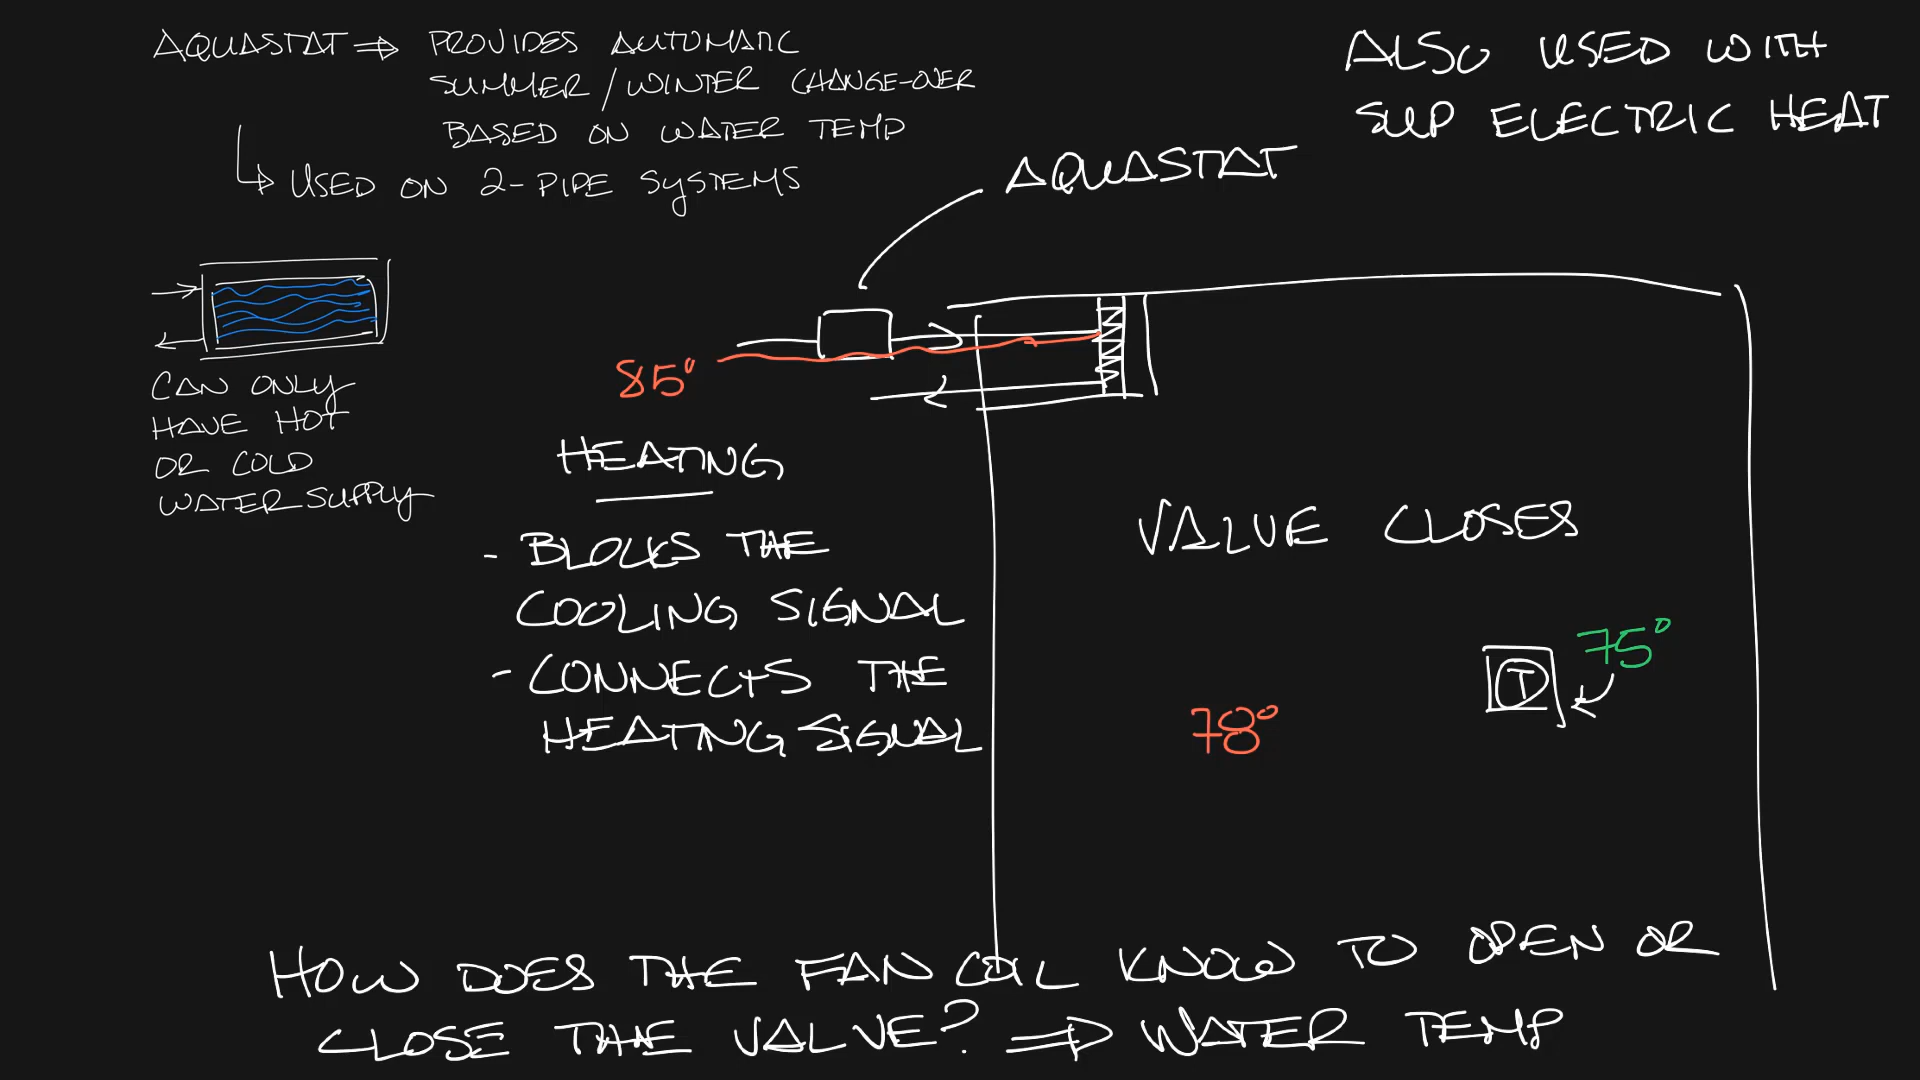 AQUASTAT ⇒ PROVIDES AUTOMATIC
SUMMER/WINTER CHANGE-OVER
BASED ON WATER TEMP
↳ USED ON 2-PIPE SYSTEMS
ALSO USED WITH
SUP ELECTRIC HEAT
AQUASTAT
CAN ONLY
HAVE HOT
OR COLD
WATER SUPPLY
85°
HEATING
- BLOCKS THE
COOLING SIGNAL
- CONNECTS THE
HEATING SIGNAL
VALVE CLOSES
75°
T
78°
HOW DOES THE FAN COIL KNOW TO OPEN OR
CLOSE THE VALVE? ⇒ WATER TEMP